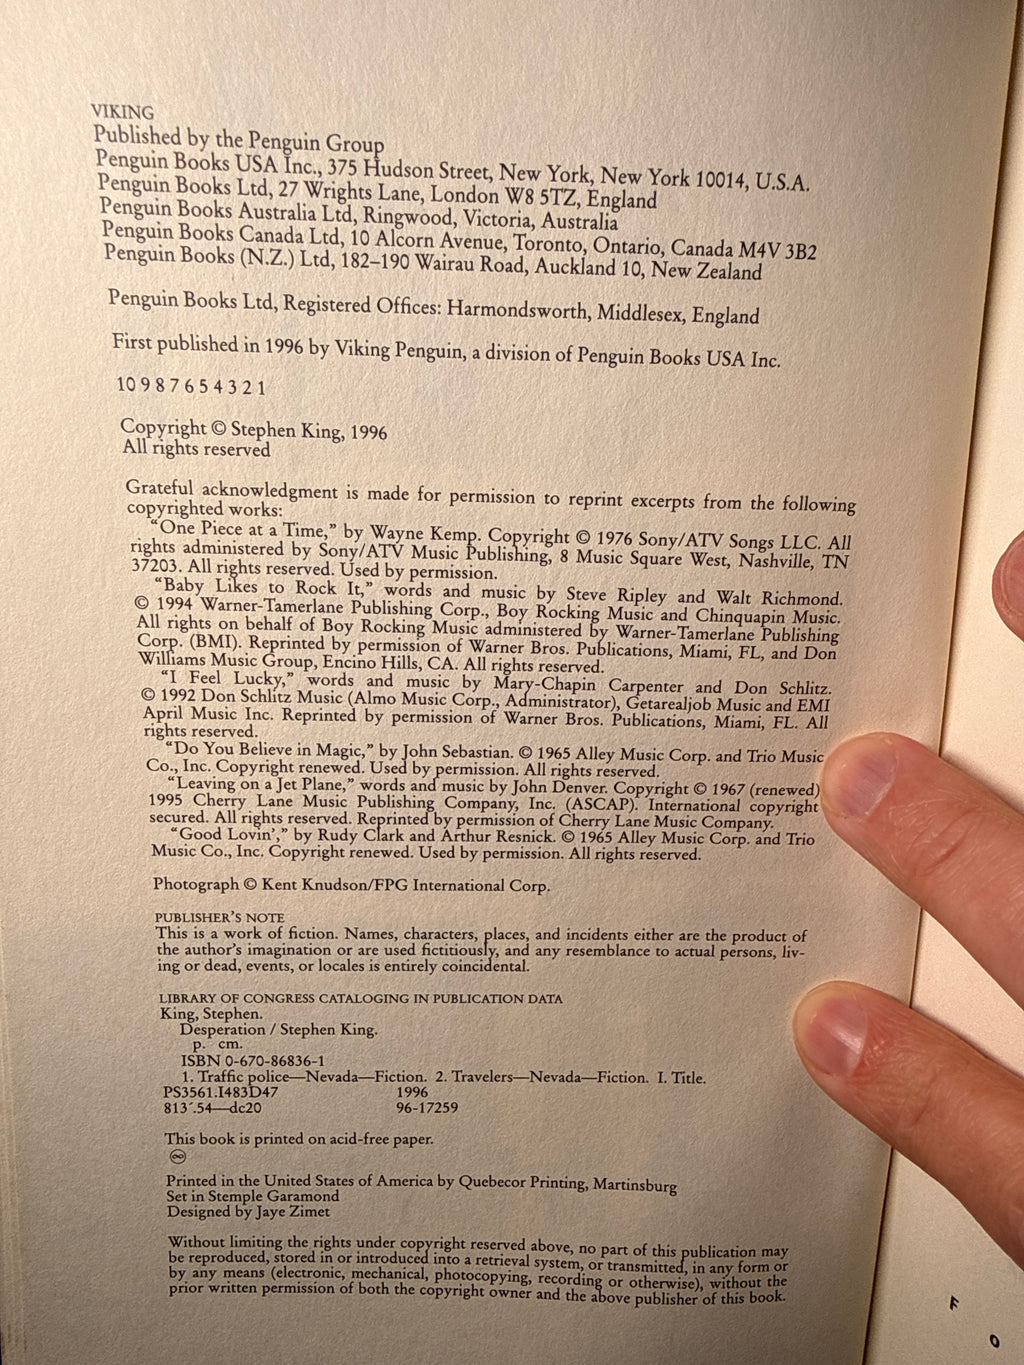 VIKING
Published by the Penguin Group
Penguin Books USA Inc., 375 Hudson Street, New York, New York 10014, U.S.A.
Penguin Books Ltd, 27 Wrights Lane, London W8 5TZ, England
Penguin Books Australia Ltd, Ringwood, Victoria, Australia
Penguin Books Canada Ltd, 10 Alcorn Avenue, Toronto, Ontario, Canada M4V 3B2
Penguin Books (N.Z.) Ltd, 182–190 Wairau Road, Auckland 10, New Zealand
Penguin Books Ltd, Registered Offices: Harmondsworth, Middlesex, England
First published in 1996 by Viking Penguin, a division of Penguin Books USA Inc.
10 9 8 7 6 5 4 3 2 1
Copyright © Stephen King, 1996
All rights reserved
Grateful acknowledgment is made for permission to reprint excerpts from the following
copyrighted works:
“One Piece at a Time,” by Wayne Kemp. Copyright © 1976 Sony/ATV Songs LLC. All
rights administered by Sony/ATV Music Publishing, 8 Music Square West, Nashville, TN
37203. All rights reserved. Used by permission.
“Baby Likes to Rock It,” words and music by Steve Ripley and Walt Richmond.
© 1994 Warner-Tamerlane Publishing Corp., Boy Rocking Music and Chinquapin Music.
All rights on behalf of Boy Rocking Music administered by Warner-Tamerlane Publishing
Corp. (BMI). Reprinted by permission of Warner Bros. Publications, Miami, FL, and Don
Williams Music Group, Encino Hills, CA. All rights reserved.
“I Feel Lucky,” words and music by Mary-Chapin Carpenter and Don Schlitz.
© 1992 Don Schlitz Music (Almo Music Corp., Administrator), Getarealjob Music and EMI
April Music Inc. Reprinted by permission of Warner Bros. Publications, Miami, FL. All
rights reserved.
“Do You Believe in Magic,” by John Sebastian. © 1965 Alley Music Corp. and Trio Music
Co., Inc. Copyright renewed. Used by permission. All rights reserved.
“Leaving on a Jet Plane,” words and music by John Denver. Copyright © 1967 (renewed)
1995 Cherry Lane Music Publishing Company, Inc. (ASCAP). International copyright
secured. All rights reserved. Reprinted by permission of Cherry Lane Music Company.
“Good Lovin’,” by Rudy Clark and Arthur Resnick. © 1965 Alley Music Corp. and Trio
Music Co., Inc. Copyright renewed. Used by permission. All rights reserved.
Photograph © Kent Knudson/FPG International Corp.
PUBLISHER’S NOTE
This is a work of fiction. Names, characters, places, and incidents either are the product of
the author’s imagination or are used fictitiously, and any resemblance to actual persons, liv-
ing or dead, events, or locales is entirely coincidental.
LIBRARY OF CONGRESS CATALOGING IN PUBLICATION DATA
King, Stephen.
Desperation / Stephen King.
p. cm.
ISBN 0-670-86836-1
1. Traffic police—Nevada—Fiction. 2. Travelers—Nevada—Fiction. I. Title.
PS3561.I483D47 1996
813´.54—dc20 96-17259
This book is printed on acid-free paper.
♾
Printed in the United States of America by Quebecor Printing, Martinsburg
Set in Stemple Garamond
Designed by Jaye Zimet
Without limiting the rights under copyright reserved above, no part of this publication may
be reproduced, stored in or introduced into a retrieval system, or transmitted, in any form or
by any means (electronic, mechanical, photocopying, recording or otherwise), without the
prior written permission of both the copyright owner and the above publisher of this book.
F
O